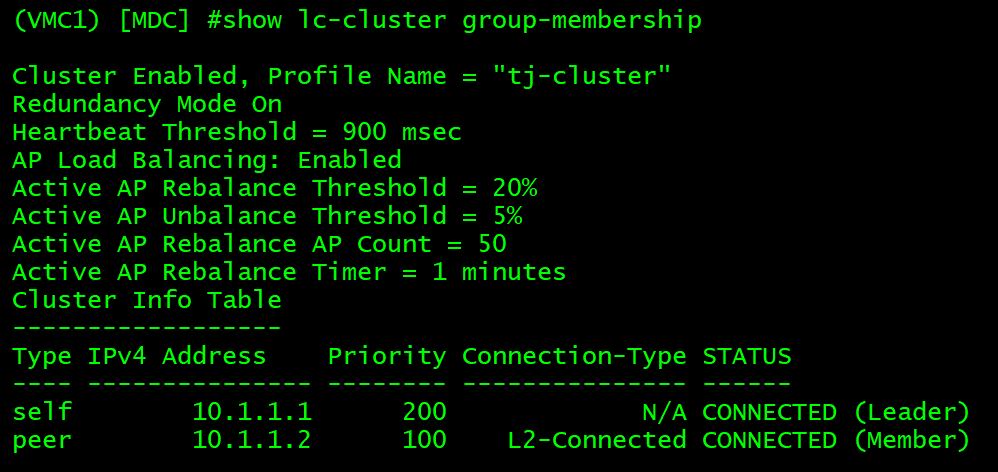 (VMC1) [MDC] #show lc-cluster group-membership
Cluster Enabled, Profile Name = "tj-cluster"
Redundancy Mode On
Heartbeat Threshold = 900 msec
AP Load Balancing: Enabled
Active AP Rebalance Threshold = 20%
Active AP Unbalance Threshold = 5%
Active AP Rebalance AP Count = 50
Active AP Rebalance Timer = 1 minutes
Cluster Info Table
------------------
Type IPv4 Address    Priority Connection-Type STATUS
---- --------------- -------- --------------- ------
self        10.1.1.1      200             N/A CONNECTED (Leader)
peer        10.1.1.2      100    L2-Connected CONNECTED (Member)